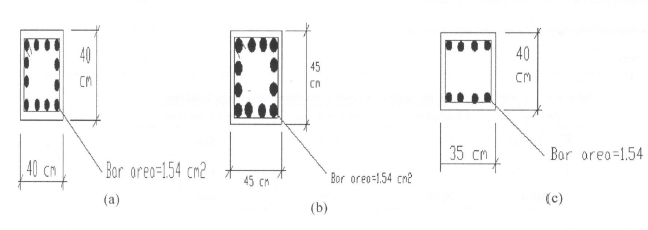 40
cm
40 cm
Bar area=1.54 cm2
(a)
45
cm
45 cm
Bar area=1.54 cm2
(b)
40
cm
35 cm
Bar area=1.54
(c)